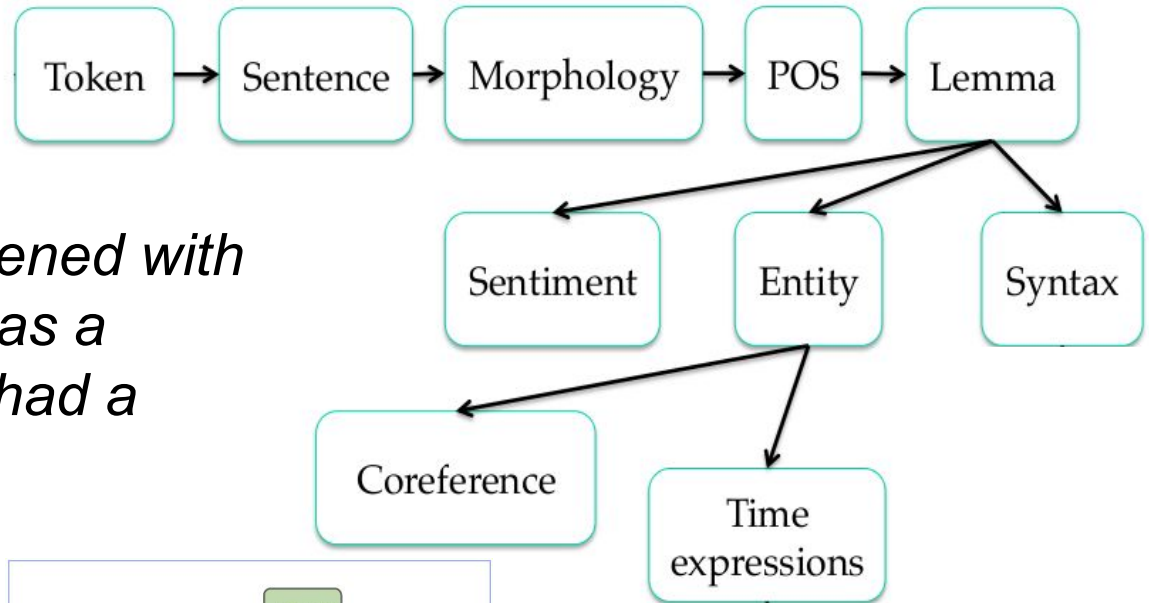 Token
Sentence
Morphology
POS
Lemma
Sentiment
Entity
Syntax
ened with
as a
had a
Coreference
Time
expressions